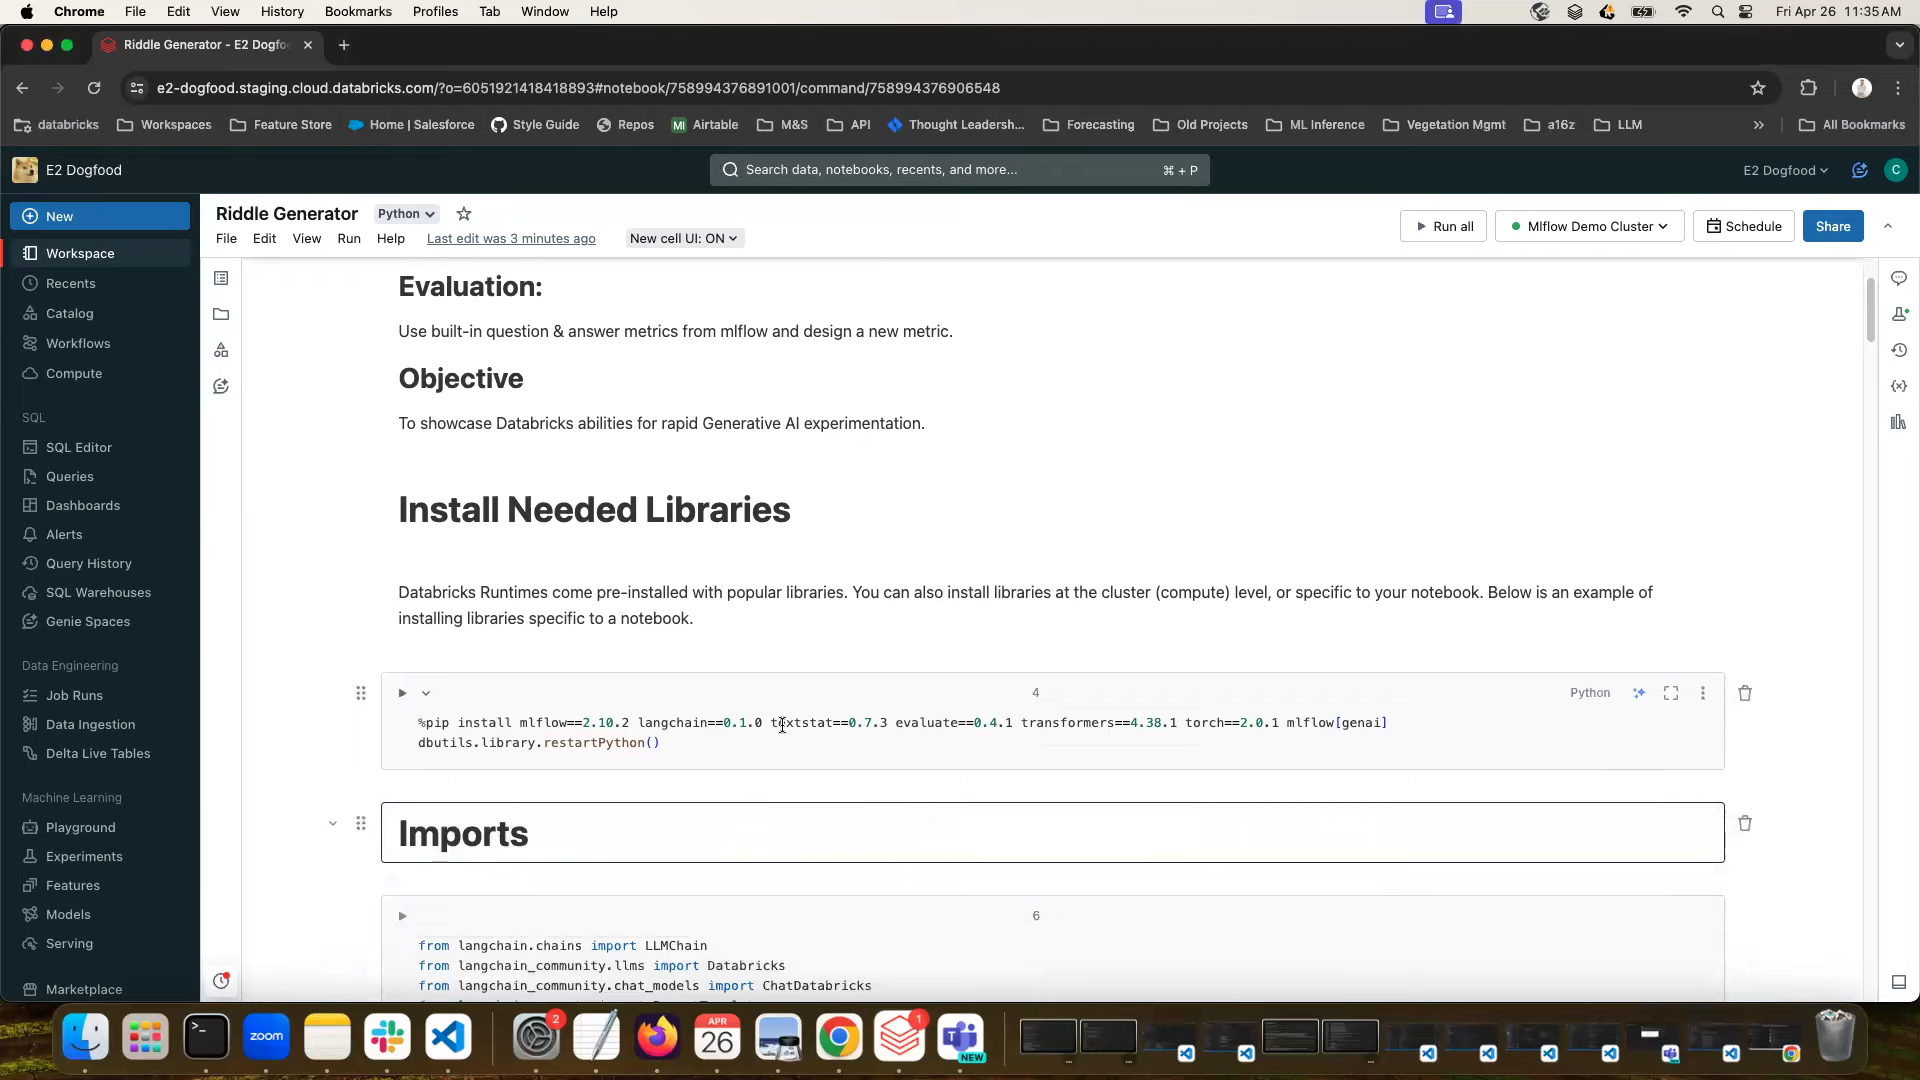 Chrome File Edit View History Bookmarks Profiles Tab Window Help Fri Apr 26 11:35 AM
Riddle Generator - E2 Dogfo
e2-dogfood.staging.cloud.databricks.com/?o=6051921418418893#notebook/758994376891001/command/758994376906548
databricks Workspaces Feature Store Home | Salesforce Style Guide Repos MI Airtable M&S API Thought Leadersh... Forecasting Old Projects ML Inference Vegetation Mgmt a16z LLM » All Bookmarks
E2 Dogfood Search data, notebooks, recents, and more... ⌘ + P E2 Dogfood C
New
Workspace
Recents
Catalog
Workflows
Compute
SQL
SQL Editor
Queries
Dashboards
Alerts
Query History
SQL Warehouses
Genie Spaces
Data Engineering
Job Runs
Data Ingestion
Delta Live Tables
Machine Learning
Playground
Experiments
Features
Models
Serving
Marketplace
Riddle Generator Python
File Edit View Run Help Last edit was 3 minutes ago New cell UI: ON
Run all Mlflow Demo Cluster Schedule Share
Evaluation:
Use built-in question & answer metrics from mlflow and design a new metric.
Objective
To showcase Databricks abilities for rapid Generative AI experimentation.
Install Needed Libraries
Databricks Runtimes come pre-installed with popular libraries. You can also install libraries at the cluster (compute) level, or specific to your notebook. Below is an example of
installing libraries specific to a notebook.
4 Python
%pip install mlflow==2.10.2 langchain==0.1.0 textstat==0.7.3 evaluate==0.4.1 transformers==4.38.1 torch==2.0.1 mlflow[genai]
dbutils.library.restartPython()
Imports
6
from langchain.chains import LLMChain
from langchain_community.llms import Databricks
from langchain_community.chat_models import ChatDatabricks
zoom
APR
26
2
1
NEW